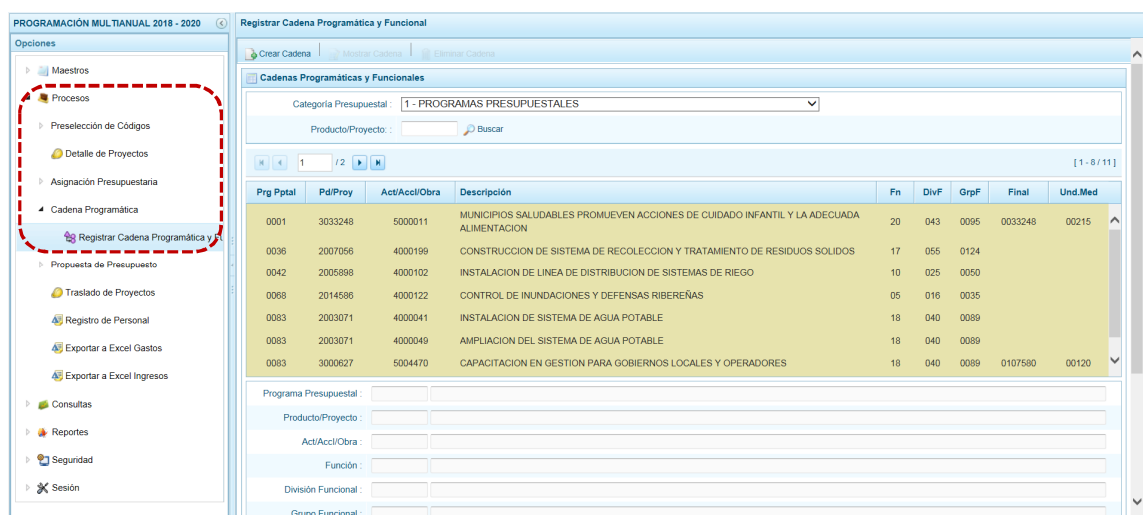 PROGRAMACIÓN MULTIANUAL 2018 - 2020
Opciones
Maestros
Procesos
Preselección de Códigos
Detalle de Proyectos
Asignación Presupuestaria
Cadena Programática
Registrar Cadena Programática y
Propuesta de Presupuesto
Traslado de Proyectos
Registro de Personal
Exportar a Excel Gastos
Exportar a Excel Ingresos
Consultas
Reportes
Seguridad
Sesión
Registrar Cadena Programática y Funcional
Crear Cadena Mostrar Cadena Eliminar Cadena
Cadenas Programáticas y Funcionales
Categoría Presupuestal : 1 - PROGRAMAS PRESUPUESTALES
Producto/Proyecto: : Buscar
1 / 2 [ 1 - 8 / 11 ]
Prg Pptal Pd/Proy Act/AccI/Obra Descripción Fn DivF GrpF Final Und.Med
0001 3033248 5000011 MUNICIPIOS SALUDABLES PROMUEVEN ACCIONES DE CUIDADO INFANTIL Y LA ADECUADA ALIMENTACION 20 043 0095 0033248 00215
0036 2007056 4000199 CONSTRUCCION DE SISTEMA DE RECOLECCION Y TRATAMIENTO DE RESIDUOS SOLIDOS 17 055 0124
0042 2005898 4000102 INSTALACION DE LINEA DE DISTRIBUCION DE SISTEMAS DE RIEGO 10 025 0050
0068 2014586 4000122 CONTROL DE INUNDACIONES Y DEFENSAS RIBEREÑAS 05 016 0035
0083 2003071 4000041 INSTALACION DE SISTEMA DE AGUA POTABLE 18 040 0089
0083 2003071 4000049 AMPLIACION DEL SISTEMA DE AGUA POTABLE 18 040 0089
0083 3000627 5004470 CAPACITACION EN GESTION PARA GOBIERNOS LOCALES Y OPERADORES 18 040 0089 0107580 00120
Programa Presupuestal :
Producto/Proyecto :
Act/AccI/Obra :
Función :
División Funcional :
Grupo Funcional :